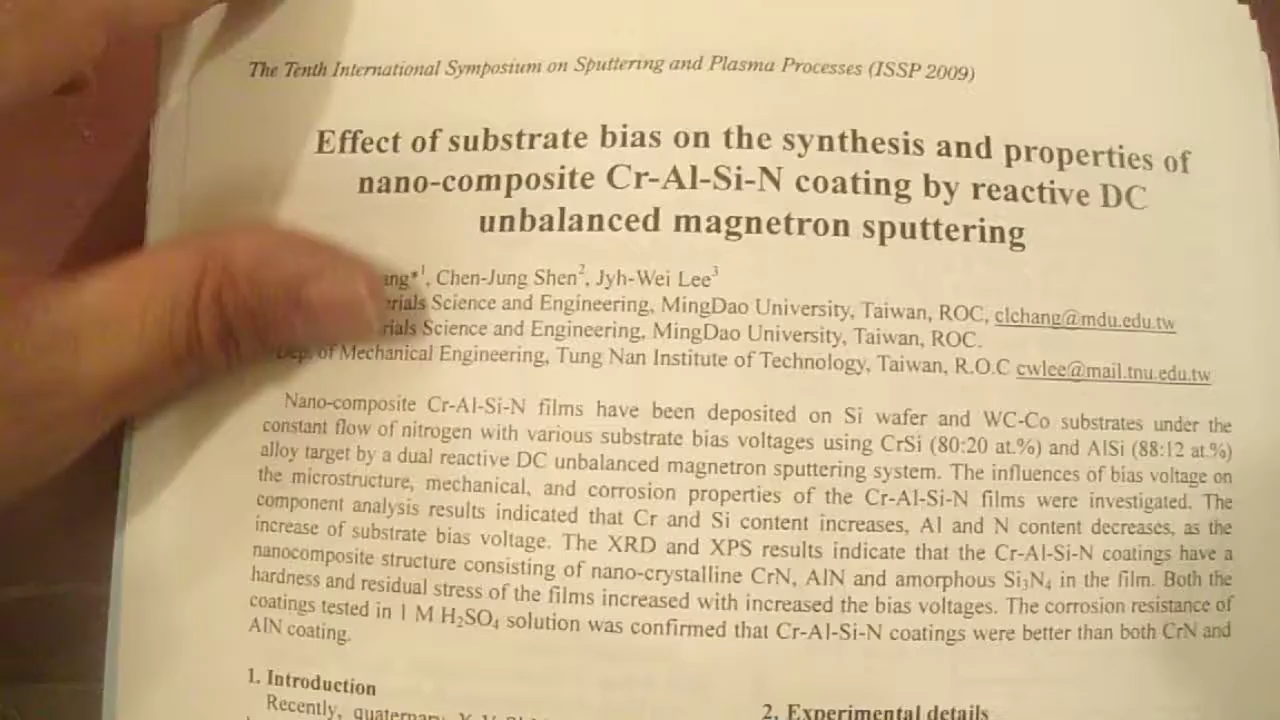 The Tenth International Symposium on Sputtering and Plasma Processes (ISSP 2009)
Effect of substrate bias on the synthesis and properties of
nano-composite Cr-Al-Si-N coating by reactive DC
unbalanced magnetron sputtering
ang*¹, Chen-Jung Shen², Jyh-Wei Lee³
rials Science and Engineering, MingDao University, Taiwan, ROC, clchang@mdu.edu.tw
rials Science and Engineering, MingDao University, Taiwan, ROC.
Dep. of Mechanical Engineering, Tung Nan Institute of Technology, Taiwan, R.O.C cwlee@mail.tnu.edu.tw
Nano-composite Cr-Al-Si-N films have been deposited on Si wafer and WC-Co substrates under the
constant flow of nitrogen with various substrate bias voltages using CrSi (80:20 at.%) and AlSi (88:12 at.%)
alloy target by a dual reactive DC unbalanced magnetron sputtering system. The influences of bias voltage on
the microstructure, mechanical, and corrosion properties of the Cr-Al-Si-N films were investigated. The
component analysis results indicated that Cr and Si content increases, Al and N content decreases, as the
increase of substrate bias voltage. The XRD and XPS results indicate that the Cr-Al-Si-N coatings have a
nanocomposite structure consisting of nano-crystalline CrN, AlN and amorphous Si₃N₄ in the film. Both the
hardness and residual stress of the films increased with increased the bias voltages. The corrosion resistance of
coatings tested in 1 M H₂SO₄ solution was confirmed that Cr-Al-Si-N coatings were better than both CrN and
AlN coating.
1. Introduction
Recently, quaternary
2. Experimental details